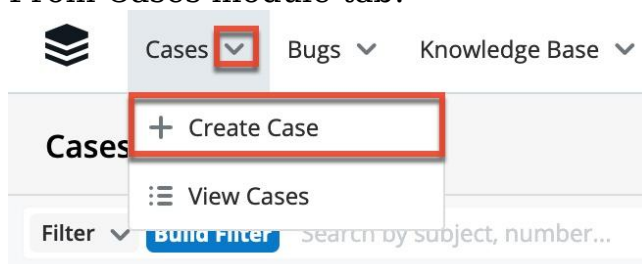 From Cases module tab:
Cases Bugs Knowledge Base
+ Create Case
Cases
View Cases
Filter Build Filter Search by subject, number...